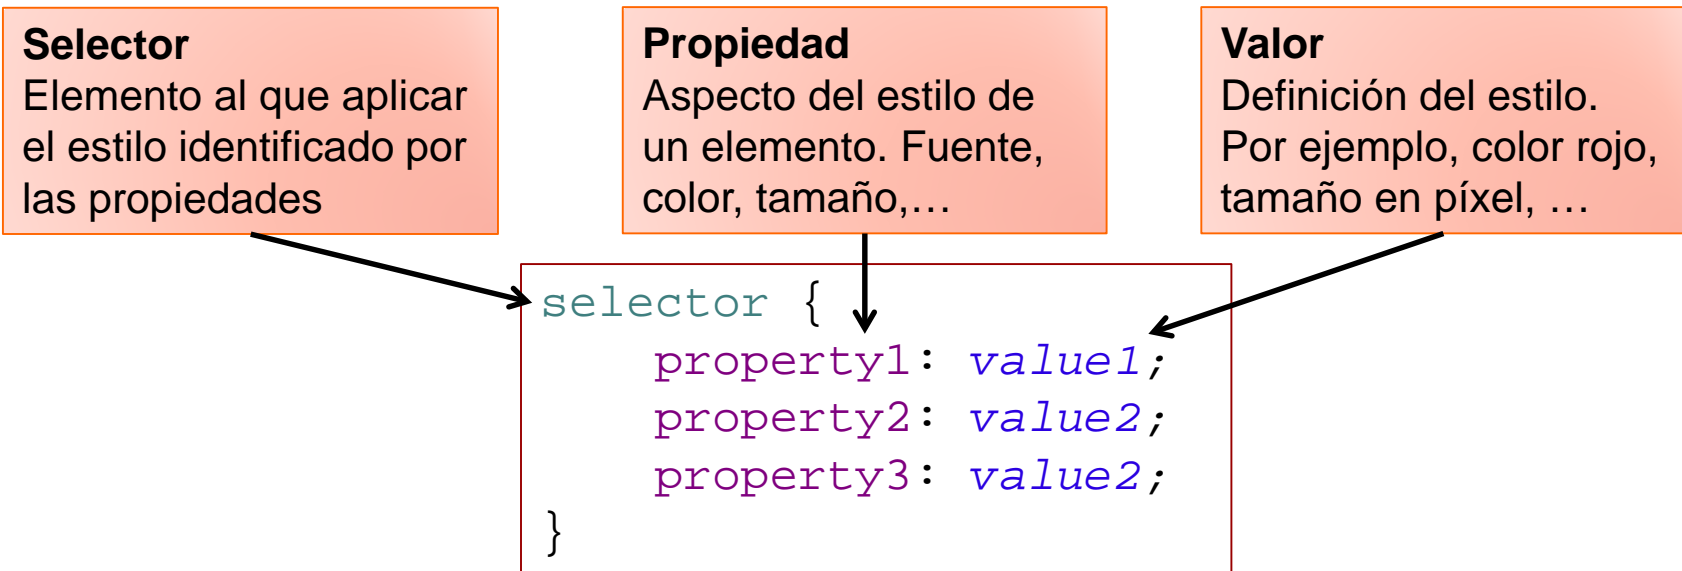 Selector
Elemento al que aplicar
el estilo identificado por
las propiedades
Propiedad
Aspecto del estilo de
un elemento. Fuente,
color, tamaño,…
Valor
Definición del estilo.
Por ejemplo, color rojo,
tamaño en píxel, …
selector {
property1: value1;
property2: value2;
property3: value2;
}